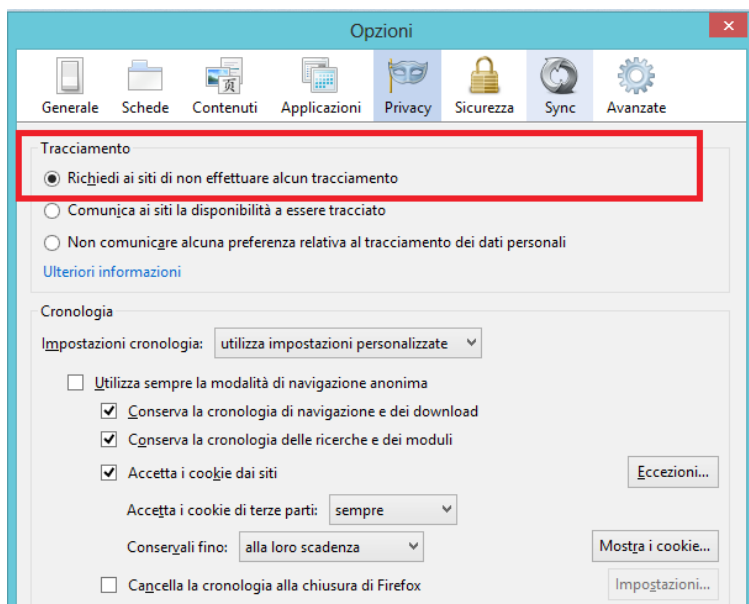 Opzioni
Generale Schede Contenuti Applicazioni Privacy Sicurezza Sync Avanzate
Tracciamento
Richiedi ai siti di non effettuare alcun tracciamento
Comunica ai siti la disponibilità a essere tracciato
Non comunicare alcuna preferenza relativa al tracciamento dei dati personali
Ulteriori informazioni
Cronologia
Impostazioni cronologia: utilizza impostazioni personalizzate
Utilizza sempre la modalità di navigazione anonima
Conserva la cronologia di navigazione e dei download
Conserva la cronologia delle ricerche e dei moduli
Accetta i cookie dai siti Eccezioni...
Accetta i cookie di terze parti: sempre
Conservali fino: alla loro scadenza Mostra i cookie...
Cancella la cronologia alla chiusura di Firefox Impostazioni...